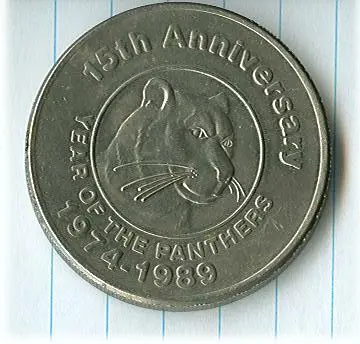 15th Anniversary
YEAR OF THE PANTHERS
1974-1989